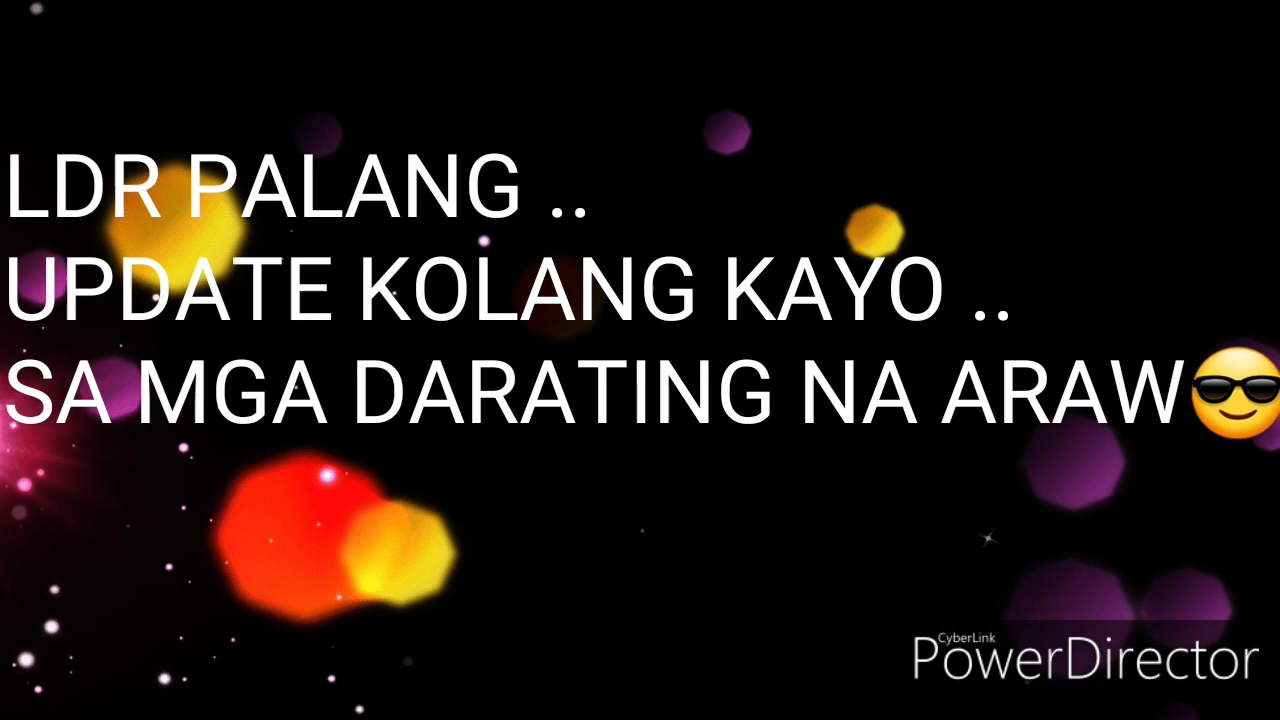 LDR PALANG ..
UPDATE KOLANG KAYO ..
SA MGA DARATING NA ARAW😎
CyberLink
PowerDirector